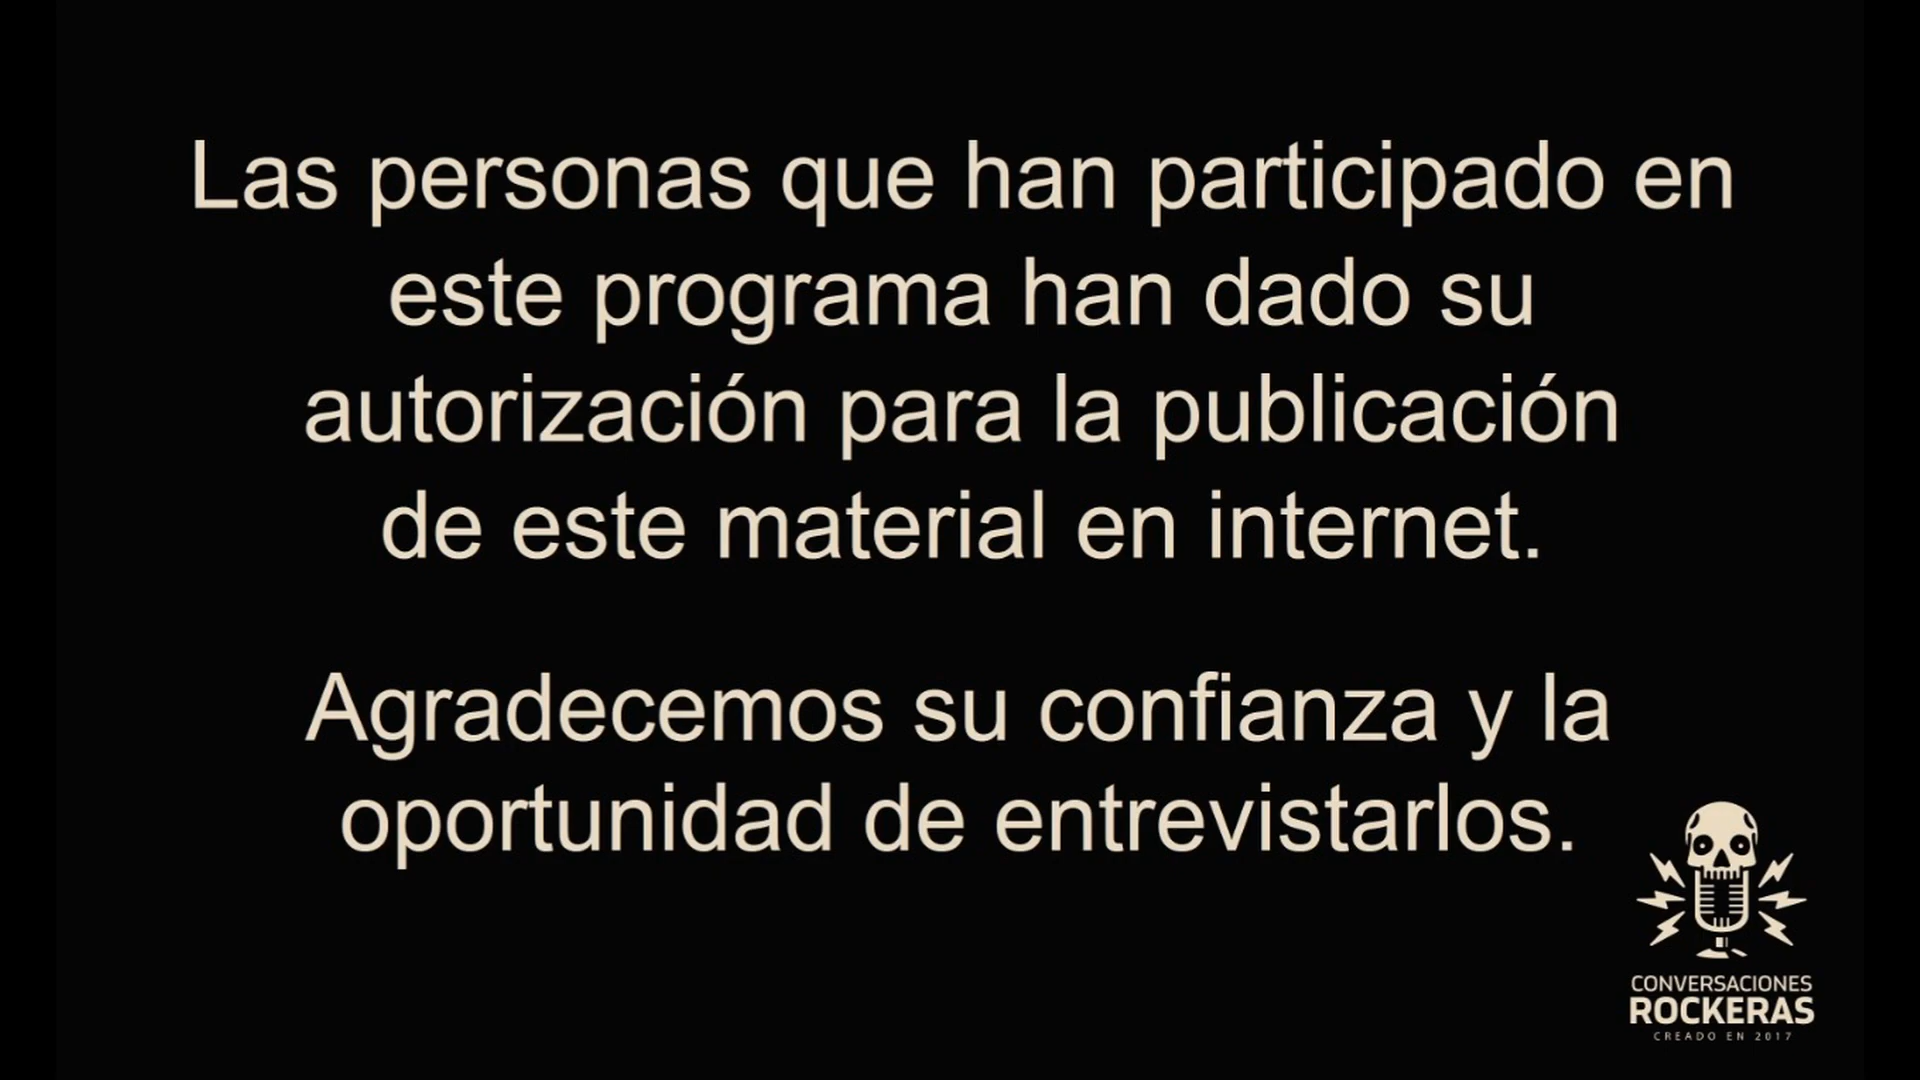 Las personas que han participado en
este programa han dado su
autorización para la publicación
de este material en internet.
Agradecemos su confianza y la
oportunidad de entrevistarlos.
CONVERSACIONES
ROCKERAS
CREADO EN 2017